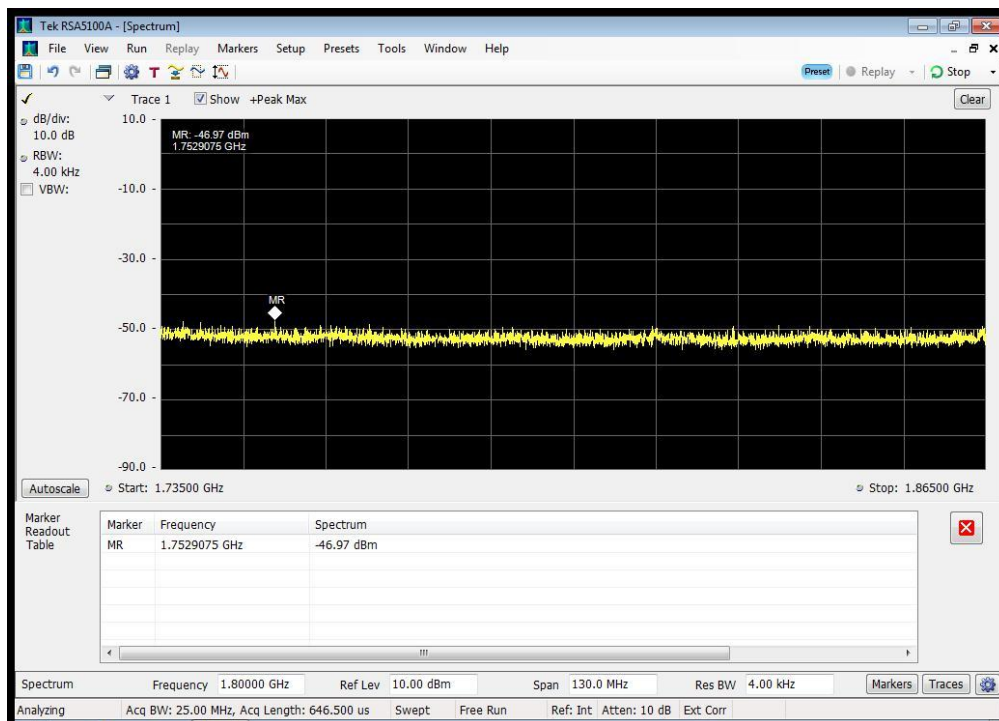 Tek RSA5100A - [Spectrum]
File View Run Replay Markers Setup Presets Tools Window Help
T Preset Replay Stop
Trace 1 Show +Peak Max Clear
dB/div:
10.0 dB
RBW:
4.00 kHz
VBW:
10.0
MR: -46.97 dBm
1.7529075 GHz
-10.0
-30.0
MR
-50.0
-70.0
-90.0
Autoscale Start: 1.73500 GHz Stop: 1.86500 GHz
Marker
Readout
Table
Marker Frequency Spectrum
MR 1.7529075 GHz -46.97 dBm
Spectrum Frequency 1.80000 GHz Ref Lev 10.00 dBm Span 130.0 MHz Res BW 4.00 kHz Markers Traces
Analyzing Acq BW: 25.00 MHz, Acq Length: 646.500 us Swept Free Run Ref: Int Atten: 10 dB Ext Corr